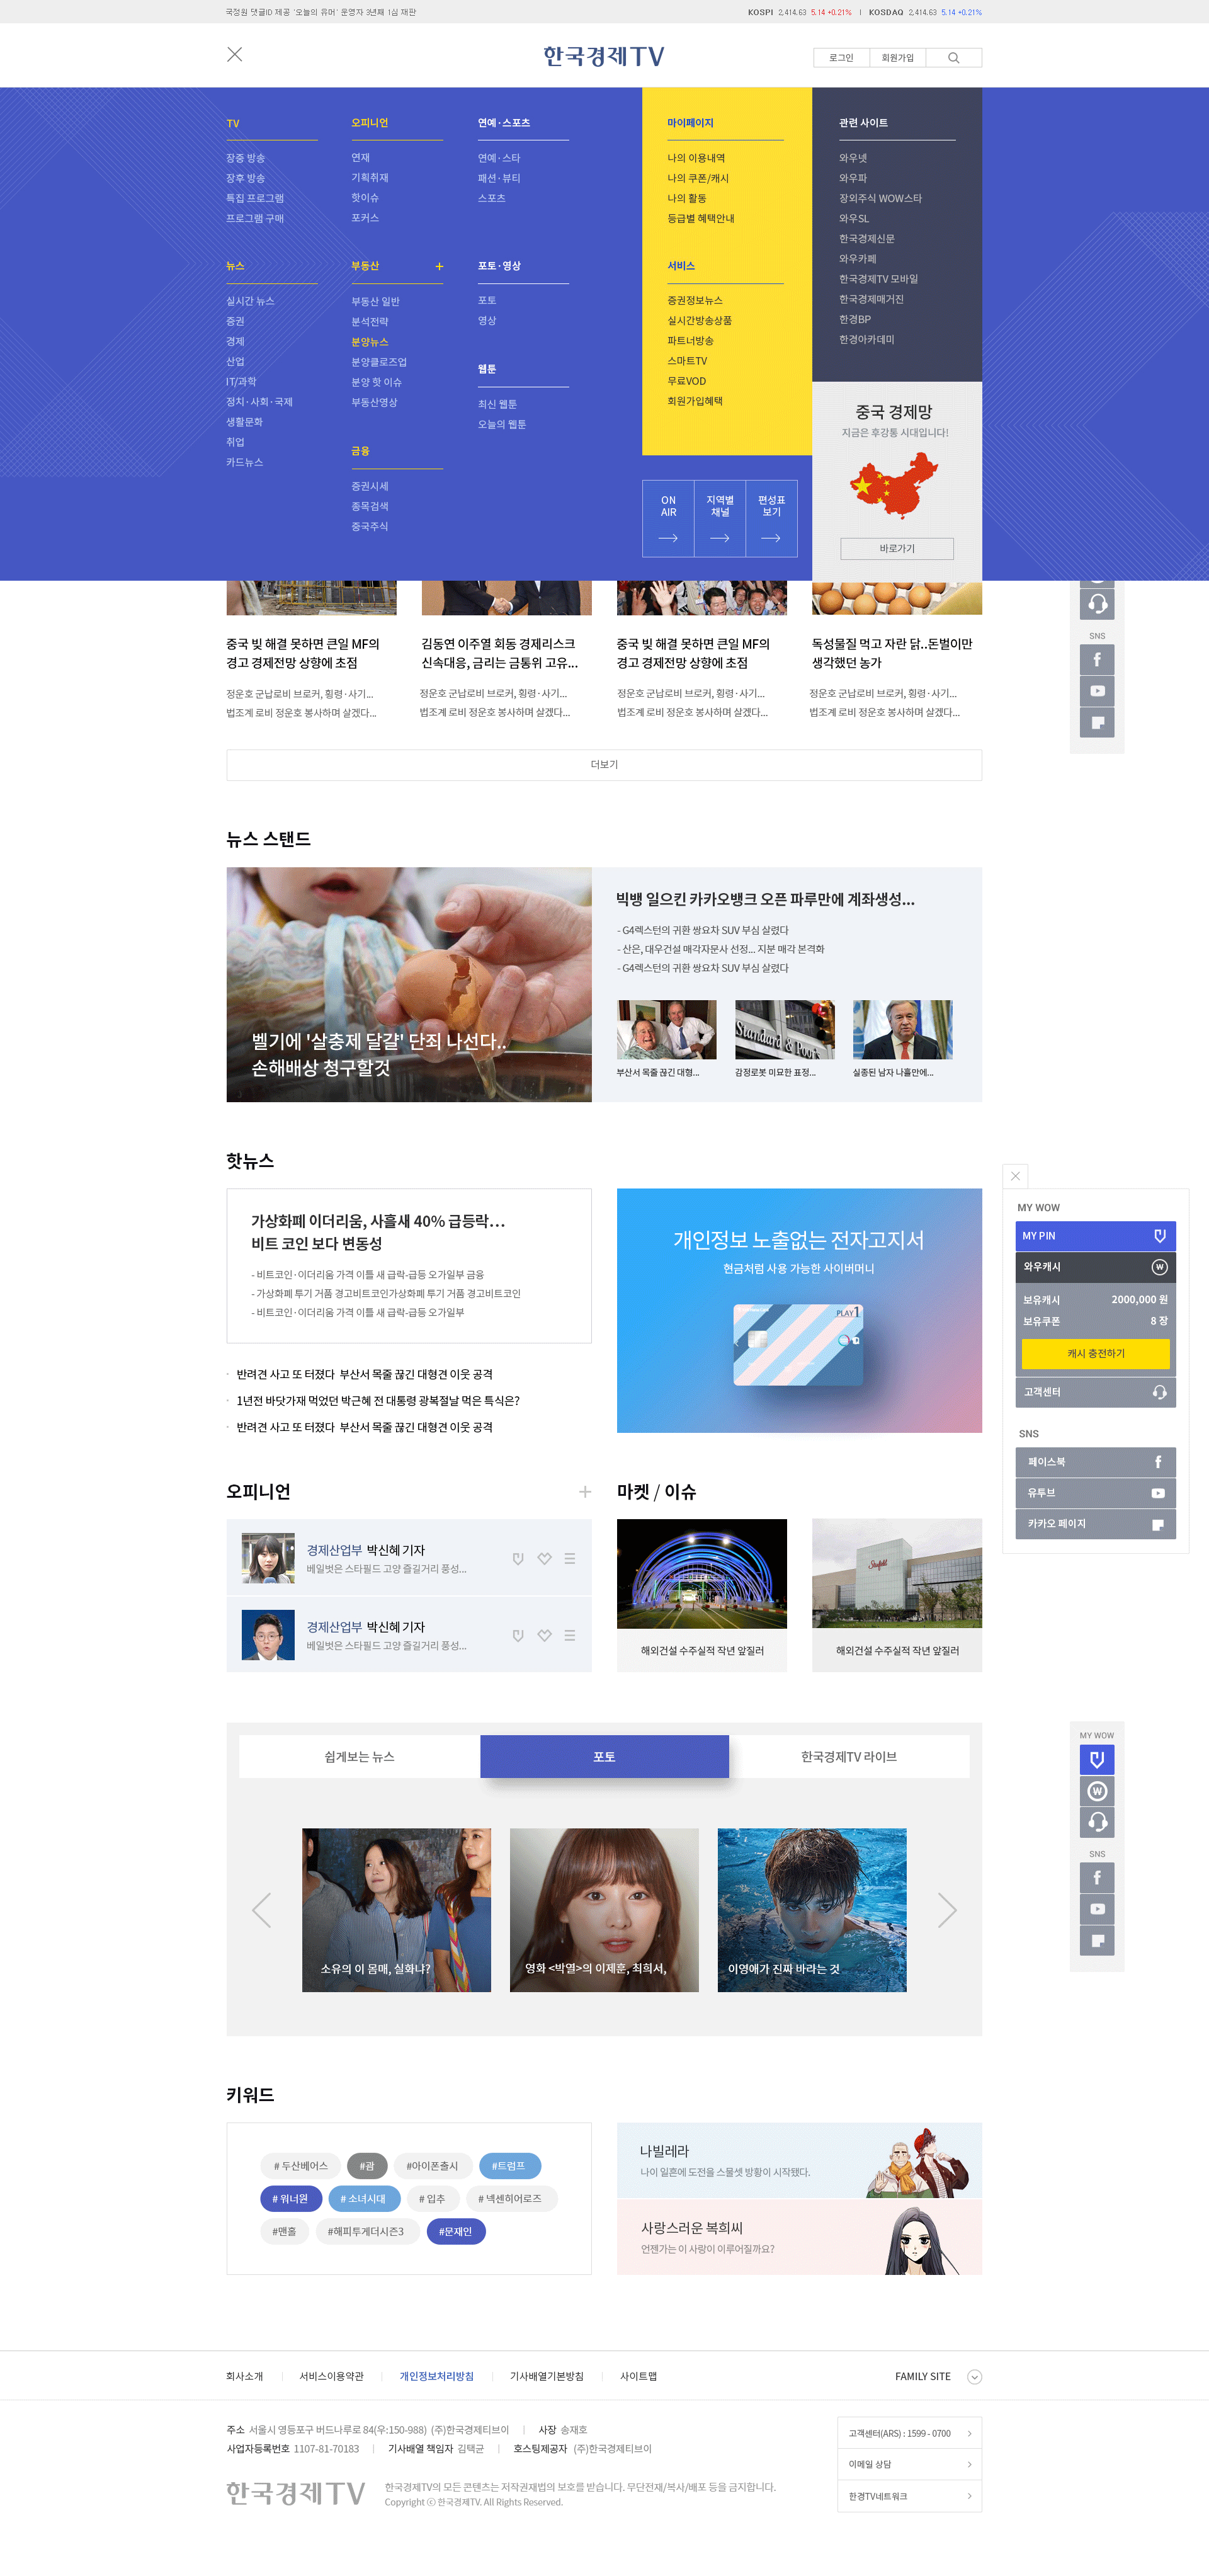 국정원 댓글ID 제공 '오늘의 유머' 운영자 3년째 1심 재판
KOSPI 2,414.63 5.14 +0.21% | KOSDAQ 2,414.63 5.14 +0.21%
한국경제TV
로그인
회원가입
TV
장중 방송
장후 방송
특집 프로그램
프로그램 구매
오피니언
연재
기획취재
핫이슈
포커스
연예·스포츠
연예·스타
패션·뷰티
스포츠
마이페이지
나의 이용내역
나의 쿠폰/캐시
나의 활동
등급별 혜택안내
관련 사이트
와우넷
와우파
장외주식 WOW스타
와우SL
한국경제신문
와우카페
한국경제TV 모바일
한국경제매거진
한경BP
한경아카데미
뉴스
실시간 뉴스
증권
경제
산업
IT/과학
정치·사회·국제
생활문화
취업
카드뉴스
부동산 +
부동산 일반
분석전략
분양뉴스
분양클로즈업
분양 핫 이슈
부동산영상
금융
증권시세
종목검색
중국주식
포토·영상
포토
영상
웹툰
최신 웹툰
오늘의 웹툰
서비스
증권정보뉴스
실시간방송상품
파트너방송
스마트TV
무료VOD
회원가입혜택
ON
AIR
지역별
채널
편성표
보기
중국 경제망
지금은 후강통 시대입니다!
바로가기
중국 빚 해결 못하면 큰일 MF의
경고 경제전망 상향에 초점
정운호 군납로비 브로커, 횡령·사기...
법조계 로비 정운호 봉사하며 살겠다...
김동연 이주열 회동 경제리스크
신속대응, 금리는 금통위 고유...
정운호 군납로비 브로커, 횡령·사기...
법조계 로비 정운호 봉사하며 살겠다...
중국 빚 해결 못하면 큰일 MF의
경고 경제전망 상향에 초점
정운호 군납로비 브로커, 횡령·사기...
법조계 로비 정운호 봉사하며 살겠다...
독성물질 먹고 자란 닭..돈벌이만
생각했던 농가
정운호 군납로비 브로커, 횡령·사기...
법조계 로비 정운호 봉사하며 살겠다...
SNS
더보기
뉴스 스탠드
벨기에 '살충제 달걀' 단죄 나선다..
손해배상 청구할것
빅뱅 일으킨 카카오뱅크 오픈 파루만에 계좌생성...
- G4렉스턴의 귀환 쌍요차 SUV 부심 살렸다
- 산은, 대우건설 매각자문사 선정... 지분 매각 본격화
- G4렉스턴의 귀환 쌍요차 SUV 부심 살렸다
Standard & Poor's
부산서 목줄 끊긴 대형...
감정로봇 미묘한 표정...
실종된 남자 나흘만에...
핫뉴스
가상화폐 이더리움, 사흘새 40% 급등락...
비트 코인 보다 변동성
- 비트코인·이더리움 가격 이틀 새 급락-급등 오가일부 금융
- 가상화폐 투기 거품 경고비트코인가상화폐 투기 거품 경고비트코인
- 비트코인·이더리움 가격 이틀 새 급락-급등 오가일부
· 반려견 사고 또 터졌다 부산서 목줄 끊긴 대형견 이웃 공격
· 1년전 바닷가재 먹었던 박근혜 전 대통령 광복절날 먹은 특식은?
· 반려견 사고 또 터졌다 부산서 목줄 끊긴 대형견 이웃 공격
개인정보 노출없는 전자고지서
현금처럼 사용 가능한 사이버머니
PLAY1
MY WOW
MY PIN
와우캐시
보유캐시 2000,000 원
보유쿠폰 8 장
캐시 충전하기
고객센터
SNS
페이스북
유투브
카카오 페이지
오피니언 +
경제산업부 박신혜 기자
베일벗은 스타필드 고양 즐길거리 풍성...
경제산업부 박신혜 기자
베일벗은 스타필드 고양 즐길거리 풍성...
마켓 / 이슈
Starfield
해외건설 수주실적 작년 앞질러
해외건설 수주실적 작년 앞질러
쉽게보는 뉴스
포토
한국경제TV 라이브
소유의 이 몸매, 실화냐?
영화 <박열>의 이제훈, 최희서,
이영애가 진짜 바라는 것
MY WOW
SNS
키워드
# 두산베어스
#괌
#아이폰출시
#트럼프
# 워너원
# 소녀시대
# 입추
# 넥센히어로즈
#맨홀
#해피투게더시즌3
#문재인
나빌레라
나이 일흔에 도전을 스물셋 방황이 시작됐다.
사랑스러운 복희씨
언젠가는 이 사랑이 이루어질까요?
회사소개
서비스이용약관
개인정보처리방침
기사배열기본방침
사이트맵
FAMILY SITE
주소 서울시 영등포구 버드나루로 84(우:150-988) (주)한국경제티브이 | 사장 송재호
사업자등록번호 1107-81-70183 | 기사배열 책임자 김택균 | 호스팅제공자 (주)한국경제티브이
한국경제TV
한국경제TV의 모든 콘텐츠는 저작권재법의 보호를 받습니다. 무단전재/복사/배포 등을 금지합니다.
Copyright ⓒ 한국경제TV. All Rights Reserved.
고객센터(ARS) : 1599 - 0700
이메일 상담
한경TV네트워크